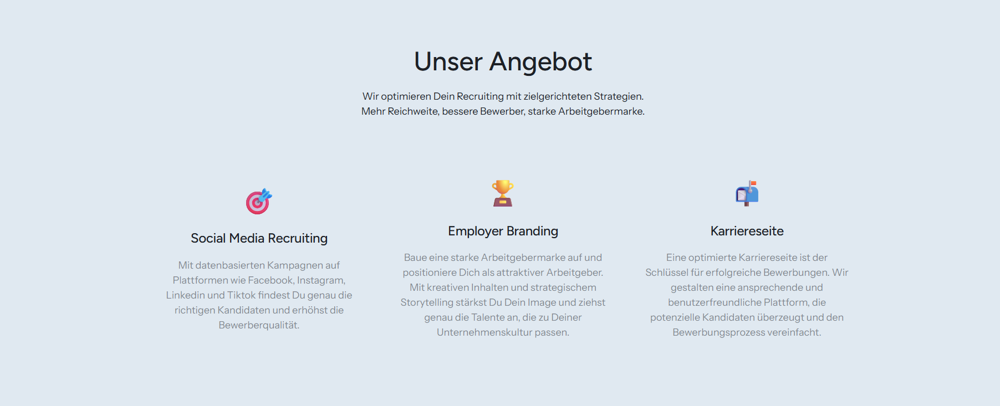 Unser Angebot
Wir optimieren Dein Recruiting mit zielgerichteten Strategien.
Mehr Reichweite, bessere Bewerber, starke Arbeitgebermarke.
Social Media Recruiting
Mit datenbasierten Kampagnen auf
Plattformen wie Facebook, Instagram,
Linkedin und Tiktok findest Du genau die
richtigen Kandidaten und erhöhst die
Bewerberqualität.
Employer Branding
Baue eine starke Arbeitgebermarke auf und
positioniere Dich als attraktiver Arbeitgeber.
Mit kreativen Inhalten und strategischem
Storytelling stärkst Du Dein Image und ziehst
genau die Talente an, die zu Deiner
Unternehmenskultur passen.
Karriereseite
Eine optimierte Karriereseite ist der
Schlüssel für erfolgreiche Bewerbungen. Wir
gestalten eine ansprechende und
benutzerfreundliche Plattform, die
potenzielle Kandidaten überzeugt und den
Bewerbungsprozess vereinfacht.